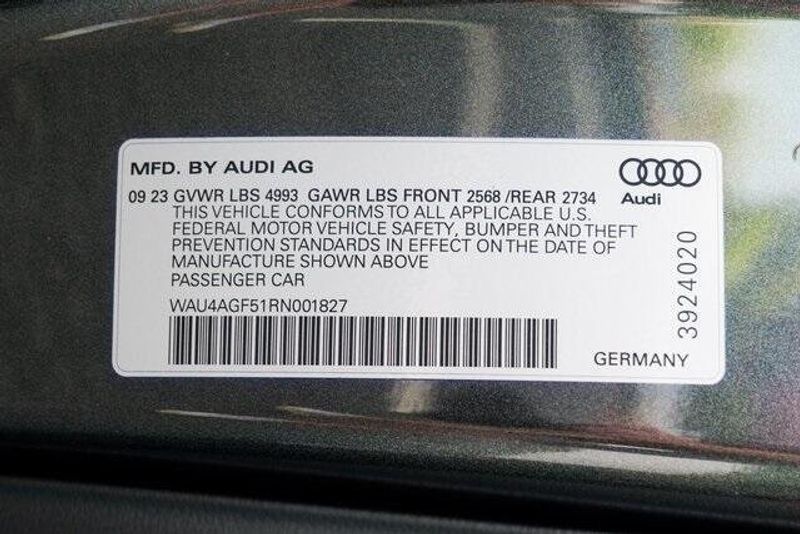 MFD. BY AUDI AG
Audi
09 23 GVWR LBS 4993 GAWR LBS FRONT 2568 /REAR 2734
THIS VEHICLE CONFORMS TO ALL APPLICABLE U.S.
FEDERAL MOTOR VEHICLE SAFETY, BUMPER AND THEFT
PREVENTION STANDARDS IN EFFECT ON THE DATE OF
MANUFACTURE SHOWN ABOVE
PASSENGER CAR
WAU4AGF51RN001827
3924020
GERMANY